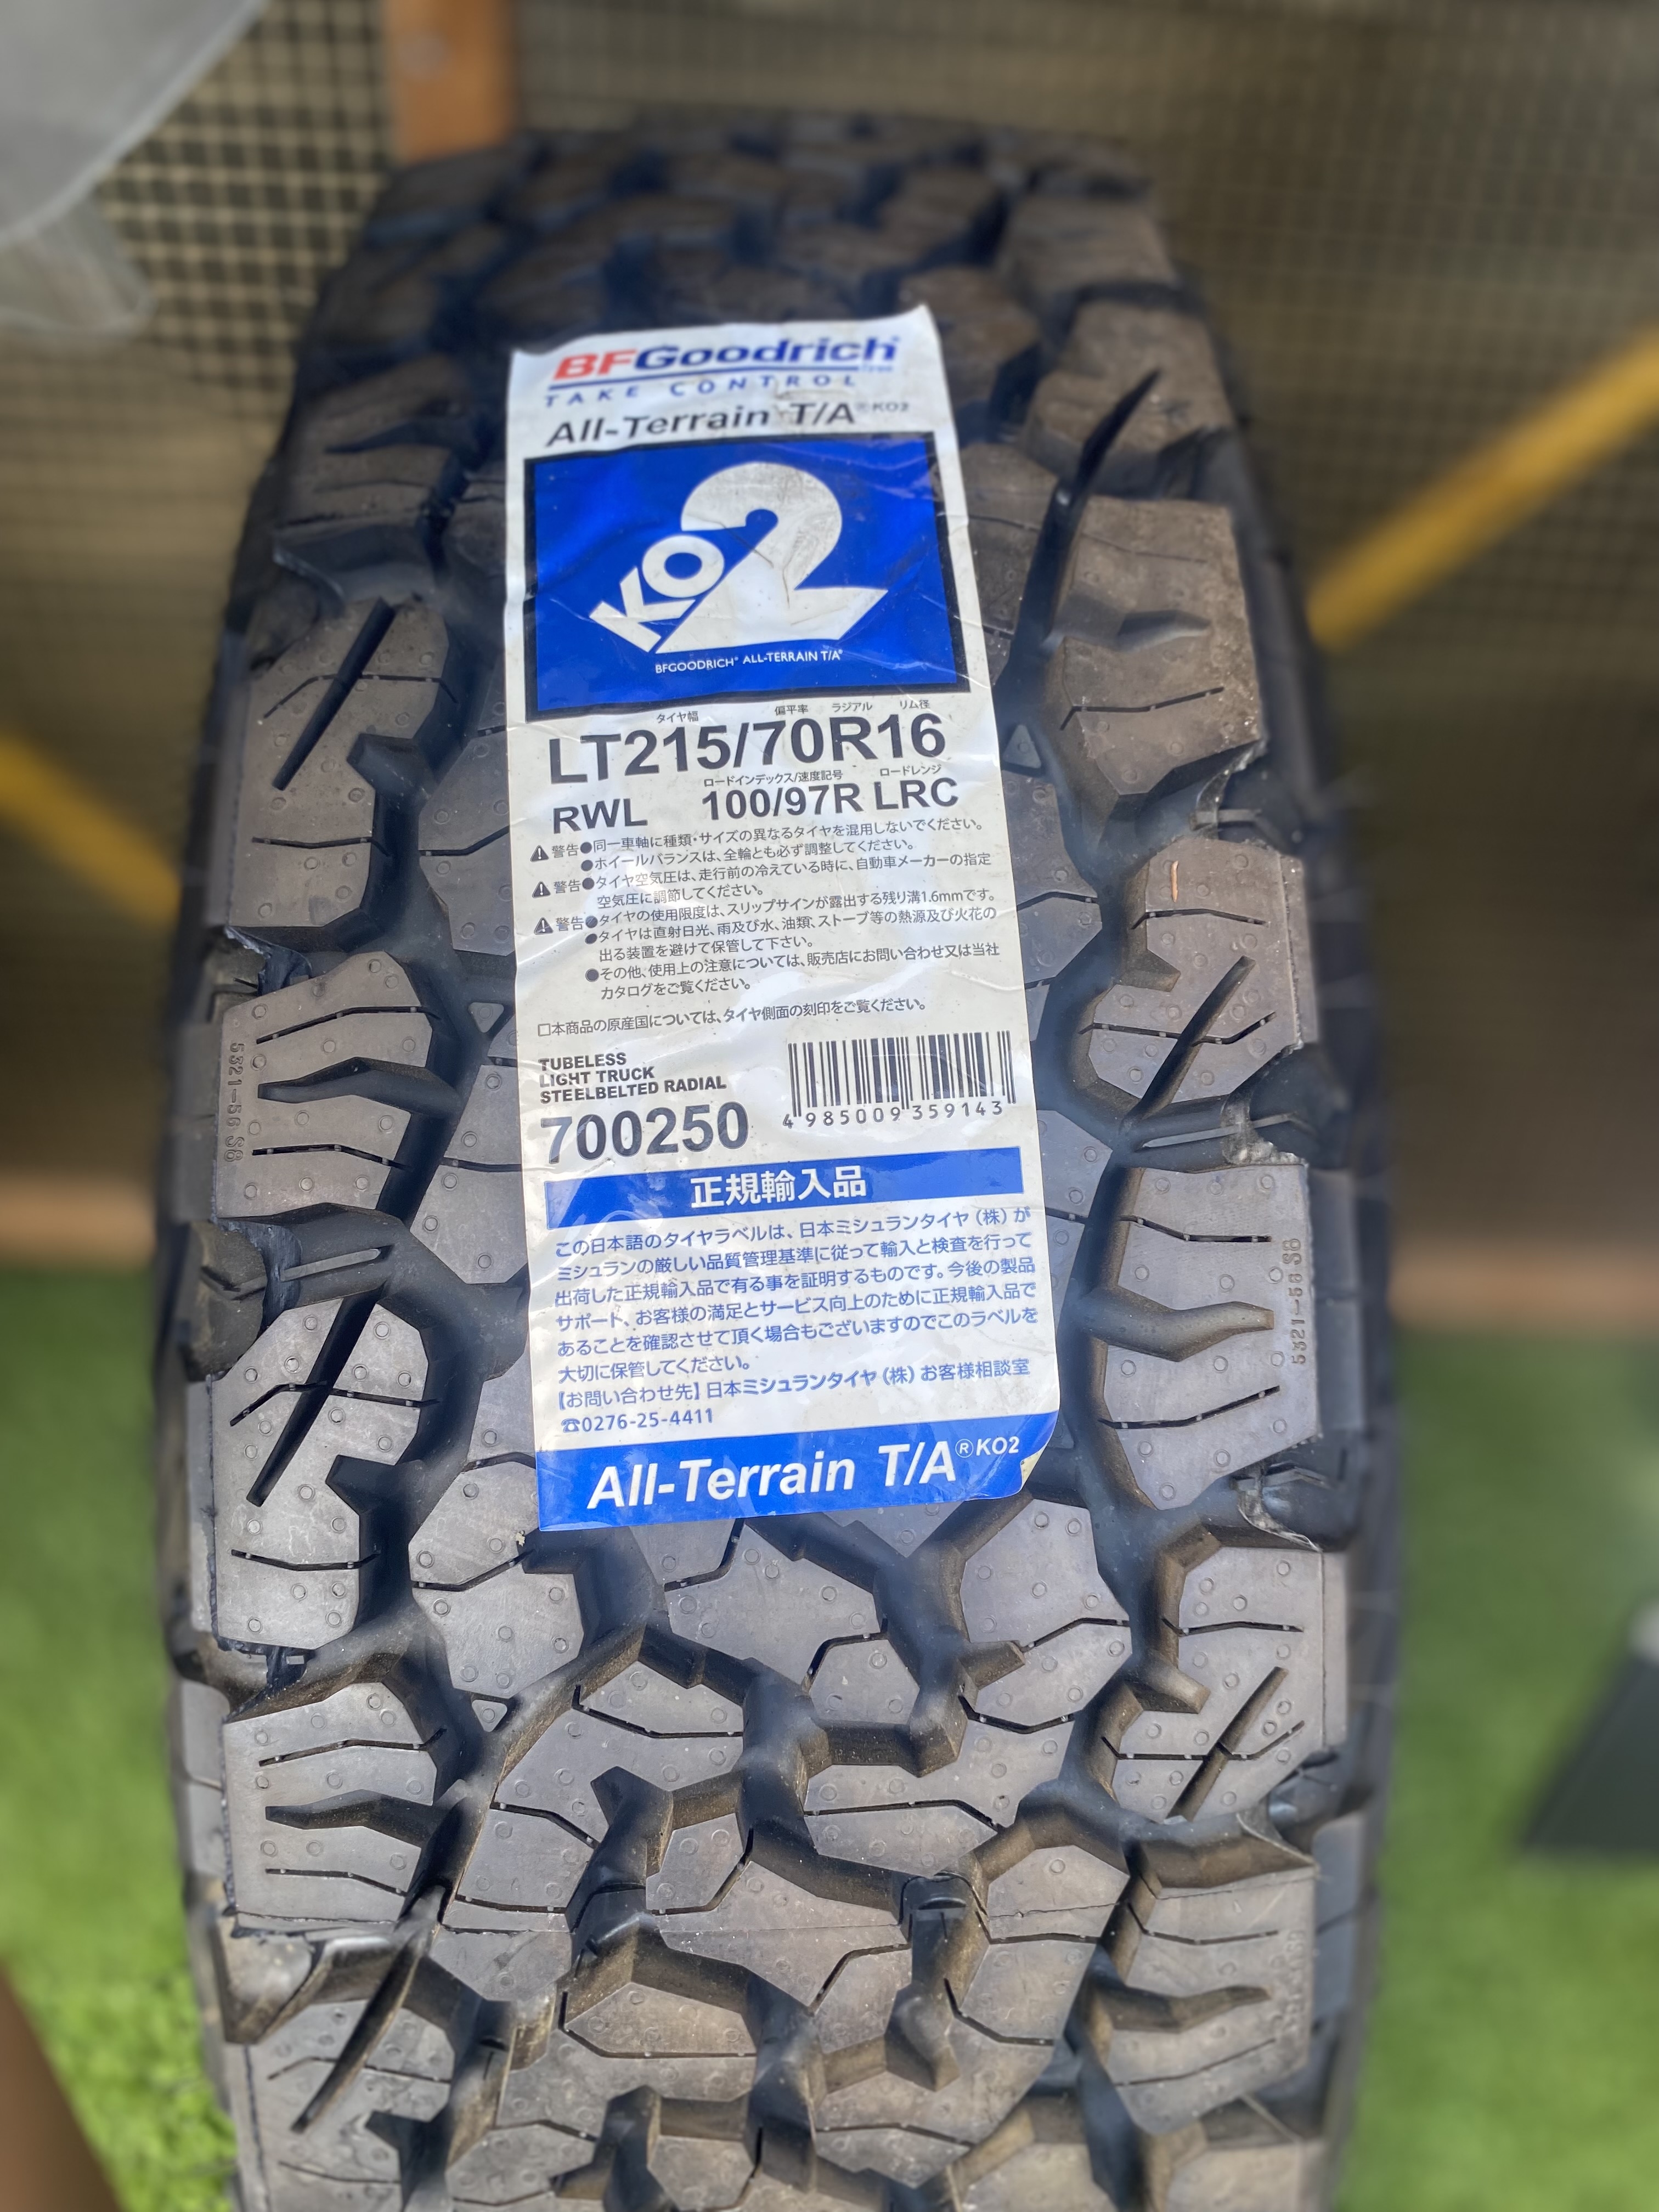 BFGoodrich®
Tires
TAKE CONTROL
All-Terrain T/A®KO2
KO2
BFGOODRICH® ALL-TERRAIN T/A®
タイヤ幅 偏平率 ラジアル リム径
LT215/70R16
ロードインデックス/速度記号 ロードレンジ
RWL 100/97R LRC
⚠警告●同一車軸に種類・サイズの異なるタイヤを混用しないでください。
●ホイールバランスは、全輪とも必ず調整してください。
⚠警告●タイヤ空気圧は、走行前の冷えている時に、自動車メーカーの指定
空気圧に調節してください。
⚠警告●タイヤの使用限度は、スリップサインが露出する残り溝1.6mmです。
●タイヤは直射日光、雨及び水、油類、ストーブ等の熱源及び火花の
出る装置を避けて保管して下さい。
●その他、使用上の注意については、販売店にお問い合わせ又は当社
カタログをご覧ください。
□本商品の原産国については、タイヤ側面の刻印をご覧ください。
TUBELESS
LIGHT TRUCK
STEELBELTED RADIAL
700250
4 985009 359143
正規輸入品
この日本語のタイヤラベルは、日本ミシュランタイヤ(株)が
ミシュランの厳しい品質管理基準に従って輸入と検査を行って
出荷した正規輸入品で有る事を証明するものです。今後の製品
サポート、お客様の満足とサービス向上のために正規輸入品で
あることを確認させて頂く場合もございますのでこのラベルを
大切に保管してください。
【お問い合わせ先】日本ミシュランタイヤ(株)お客様相談室
☎0276-25-4411
All-Terrain T/A®KO2
5321-56 S6
5321-56 S6